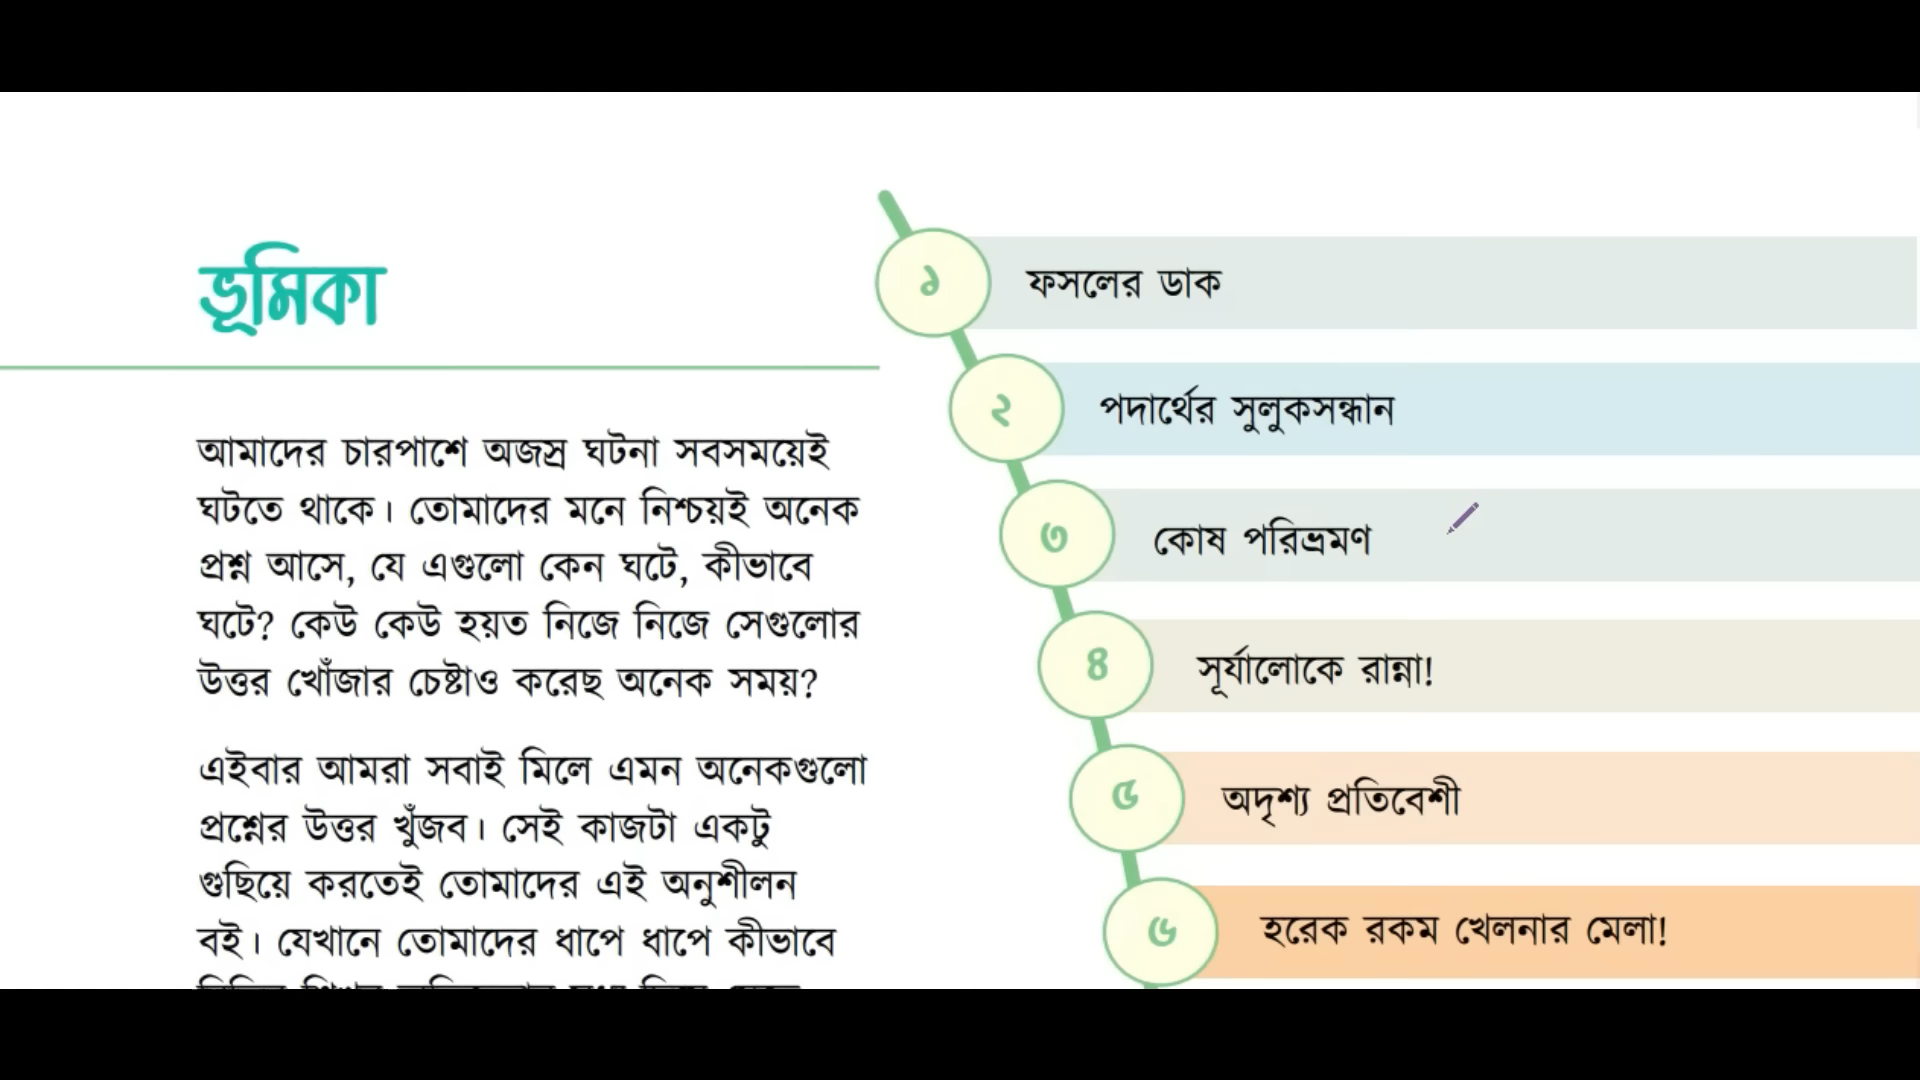 ভূমিকা
আমাদের চারপাশে অজস্র ঘটনা সবসময়েই
ঘটতে থাকে। তোমাদের মনে নিশ্চয়ই অনেক
প্রশ্ন আসে, যে এগুলো কেন ঘটে, কীভাবে
ঘটে? কেউ কেউ হয়ত নিজে নিজে সেগুলোর
উত্তর খোঁজার চেষ্টাও করেছ অনেক সময়?
এইবার আমরা সবাই মিলে এমন অনেকগুলো
প্রশ্নের উত্তর খুঁজব। সেই কাজটা একটু
গুছিয়ে করতেই তোমাদের এই অনুশীলন
বই। যেখানে তোমাদের ধাপে ধাপে কীভাবে
১ ফসলের ডাক
২ পদার্থের সুলুকসন্ধান
৩ কোষ পরিভ্রমণ
৪ সূর্যালোকে রান্না!
৫ অদৃশ্য প্রতিবেশী
৬ হরেক রকম খেলনার মেলা!